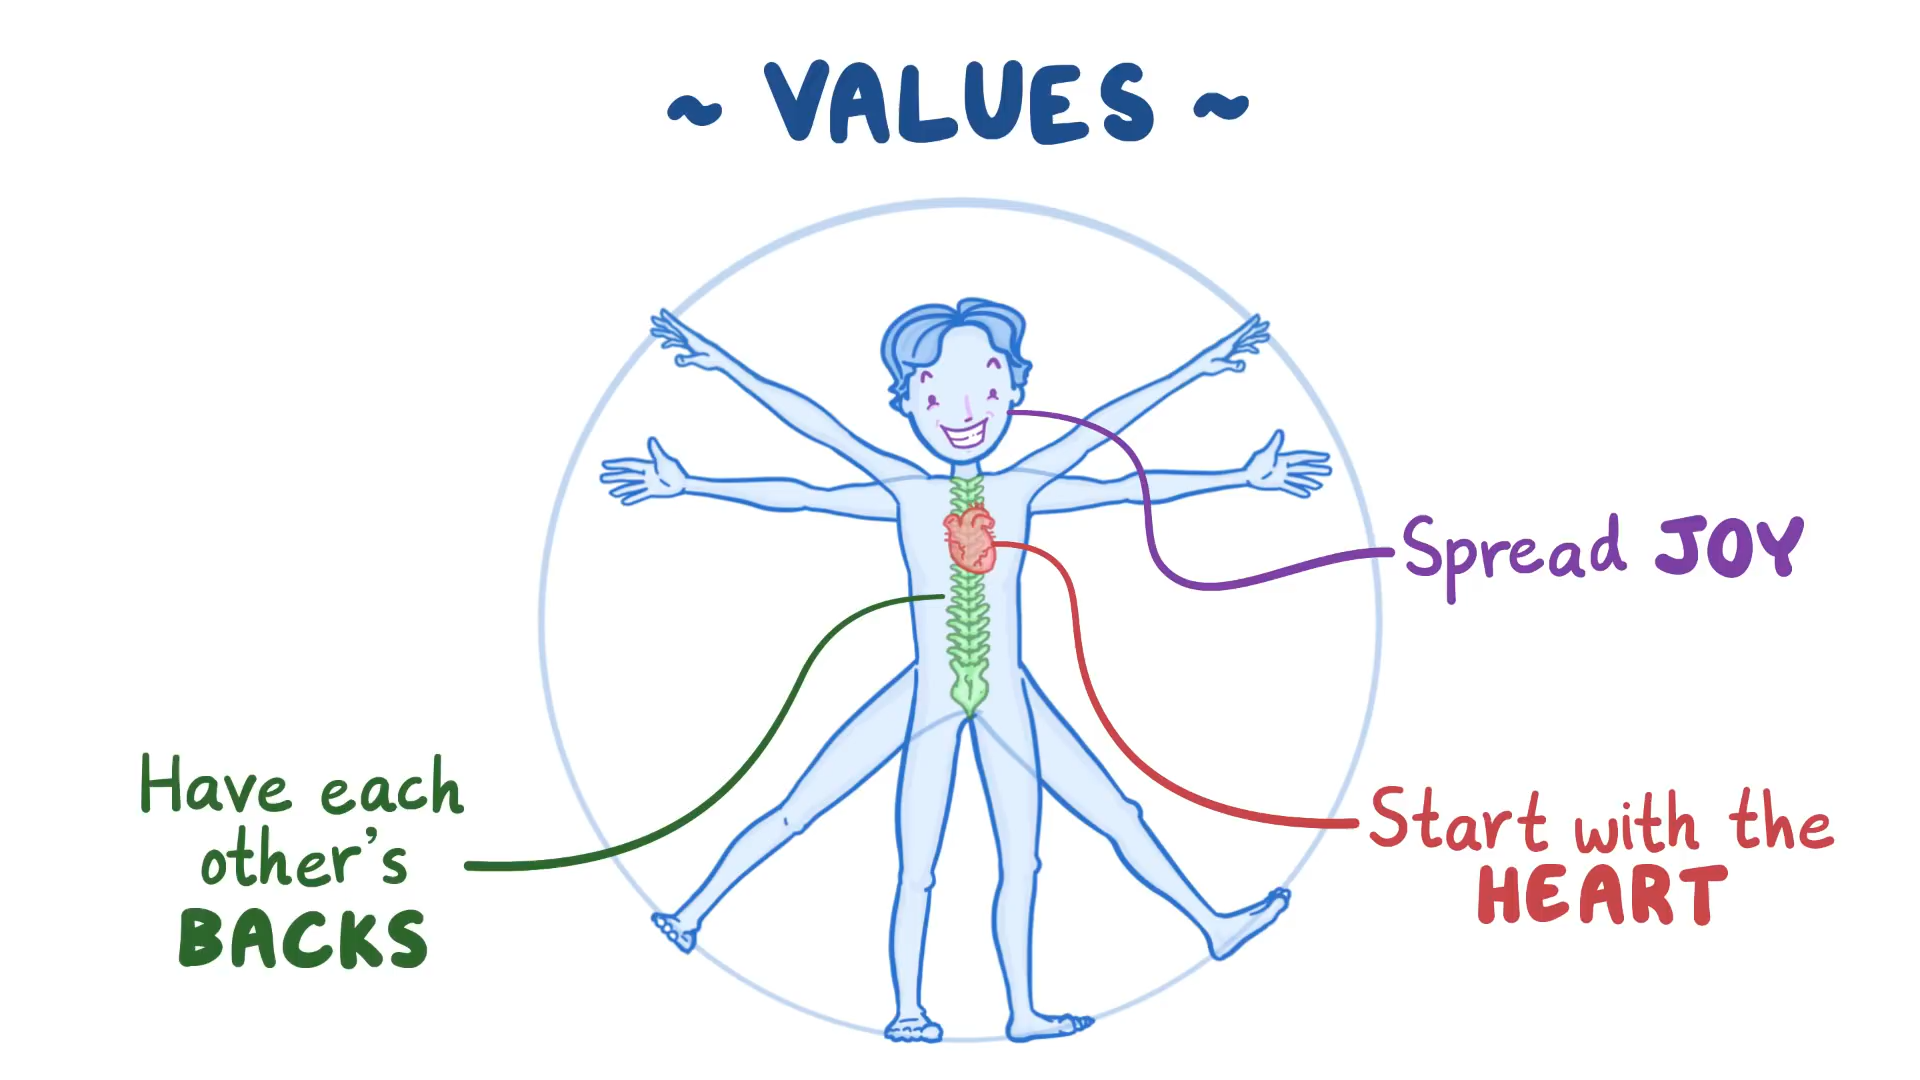 ~ VALUES ~
Spread JOY
Have each
other's
BACKS
Start with the
HEART